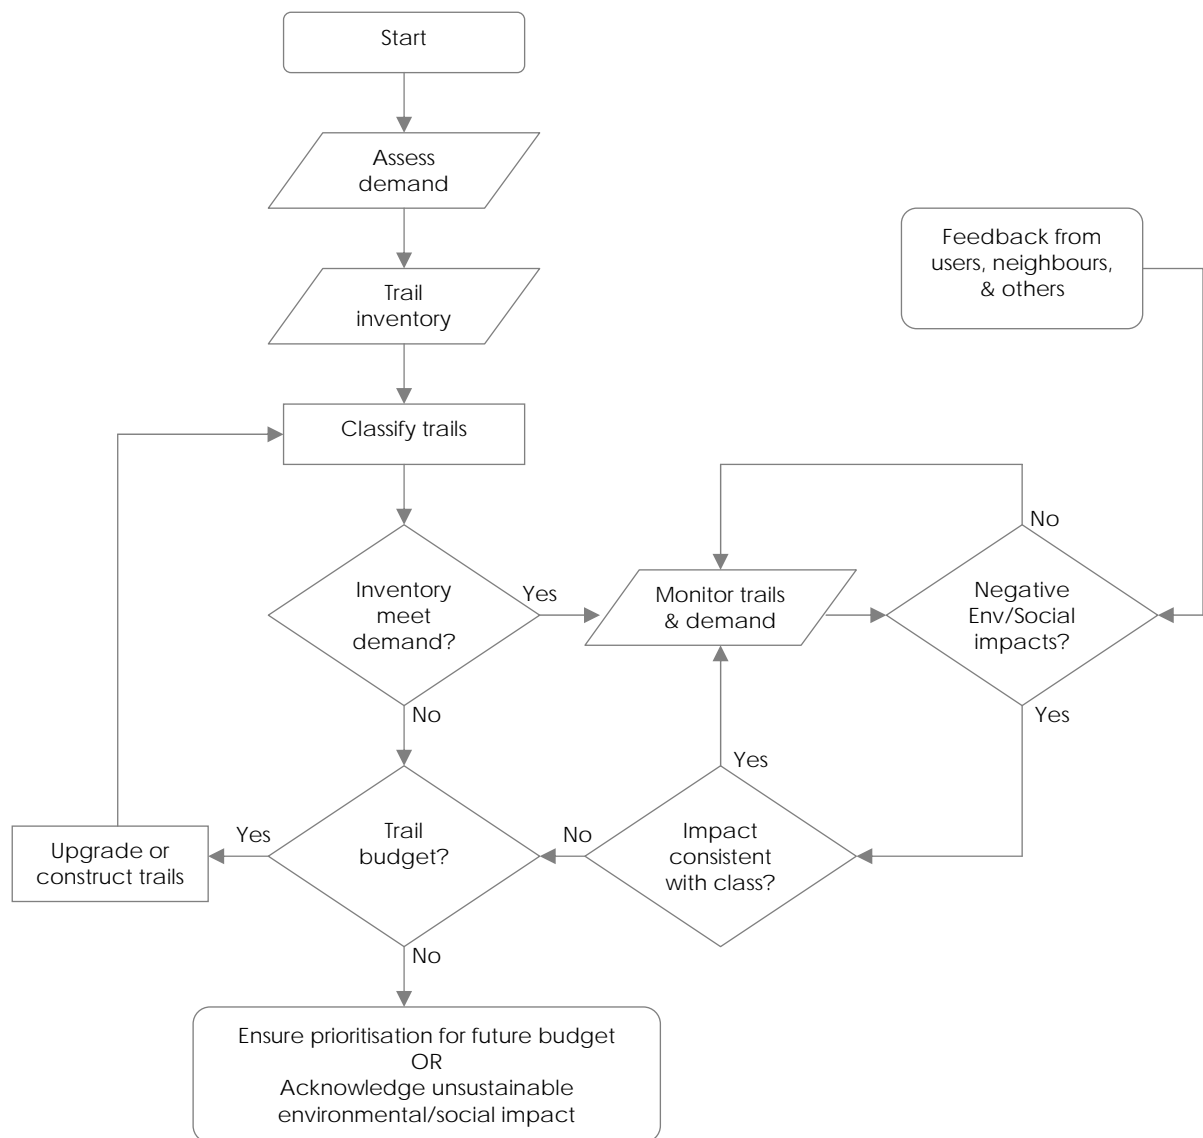 Start
Assess
demand
Feedback from
users, neighbours,
& others
Trail
inventory
Classify trails
No
Inventory
meet
demand?
Yes
Monitor trails
& demand
Negative
Env/Social
impacts?
No
Yes
Yes
Upgrade or
construct trails
Yes
Trail
budget?
No
Impact
consistent
with class?
No
Ensure prioritisation for future budget
OR
Acknowledge unsustainable
environmental/social impact